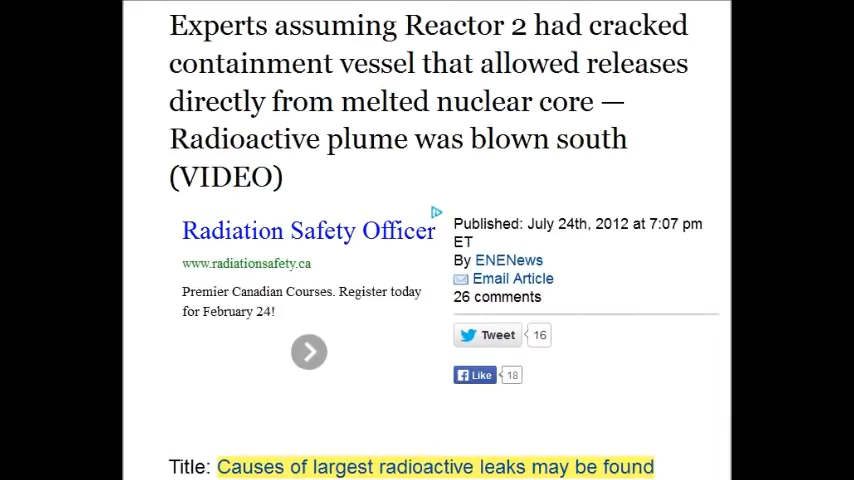 Experts assuming Reactor 2 had cracked
containment vessel that allowed releases
directly from melted nuclear core —
Radioactive plume was blown south
(VIDEO)
Radiation Safety Officer
www.radiationsafety.ca
Premier Canadian Courses. Register today
for February 24!
Published: July 24th, 2012 at 7:07 pm
ET
By ENENews
Email Article
26 comments
Tweet 16
Like 18
Title: Causes of largest radioactive leaks may be found